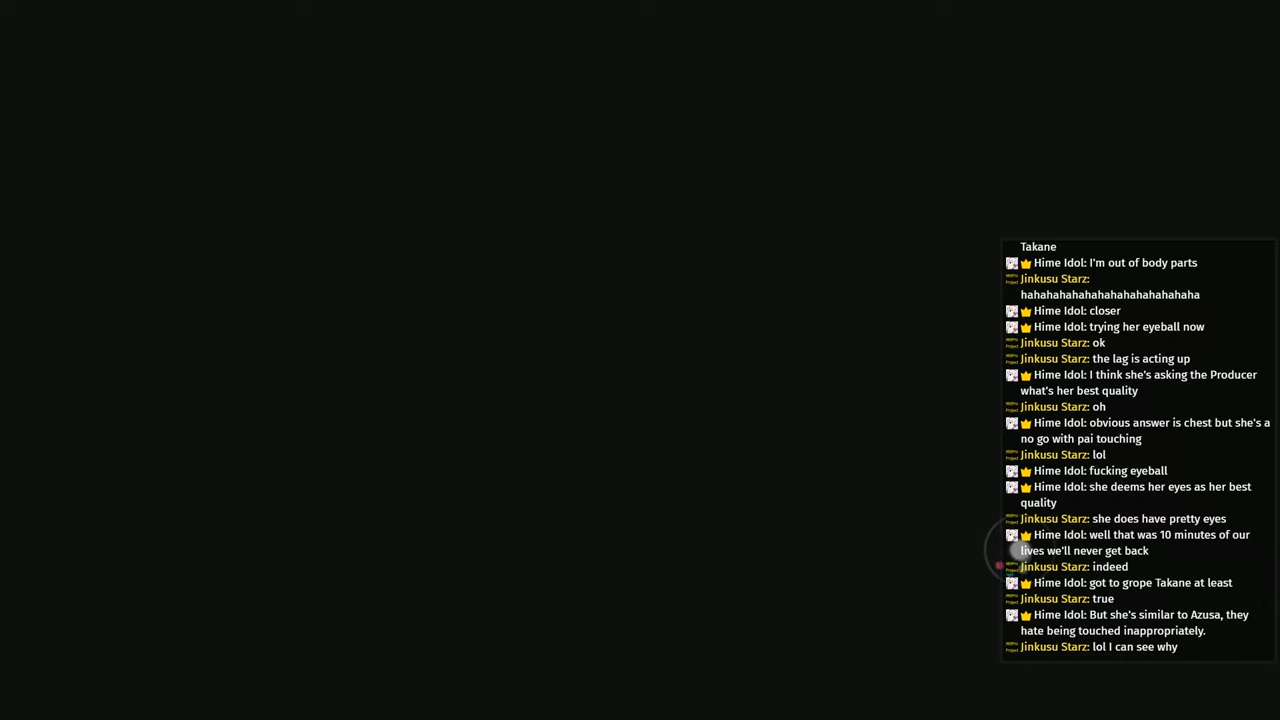 Takane
Hime Idol: I'm out of body parts
Jinkusu Starz:
hahahahahahahahahahahahahaha
Hime Idol: closer
Hime Idol: trying her eyeball now
Jinkusu Starz: ok
Jinkusu Starz: the lag is acting up
Hime Idol: I think she's asking the Producer
what's her best quality
Jinkusu Starz: oh
Hime Idol: obvious answer is chest but she's a
no go with pai touching
Jinkusu Starz: lol
Hime Idol: fucking eyeball
Hime Idol: she deems her eyes as her best
quality
Jinkusu Starz: she does have pretty eyes
Hime Idol: well that was 10 minutes of our
lives we'll never get back
Jinkusu Starz: indeed
Hime Idol: got to grope Takane at least
Jinkusu Starz: true
Hime Idol: But she's similar to Azusa, they
hate being touched inappropriately.
Jinkusu Starz: lol I can see why